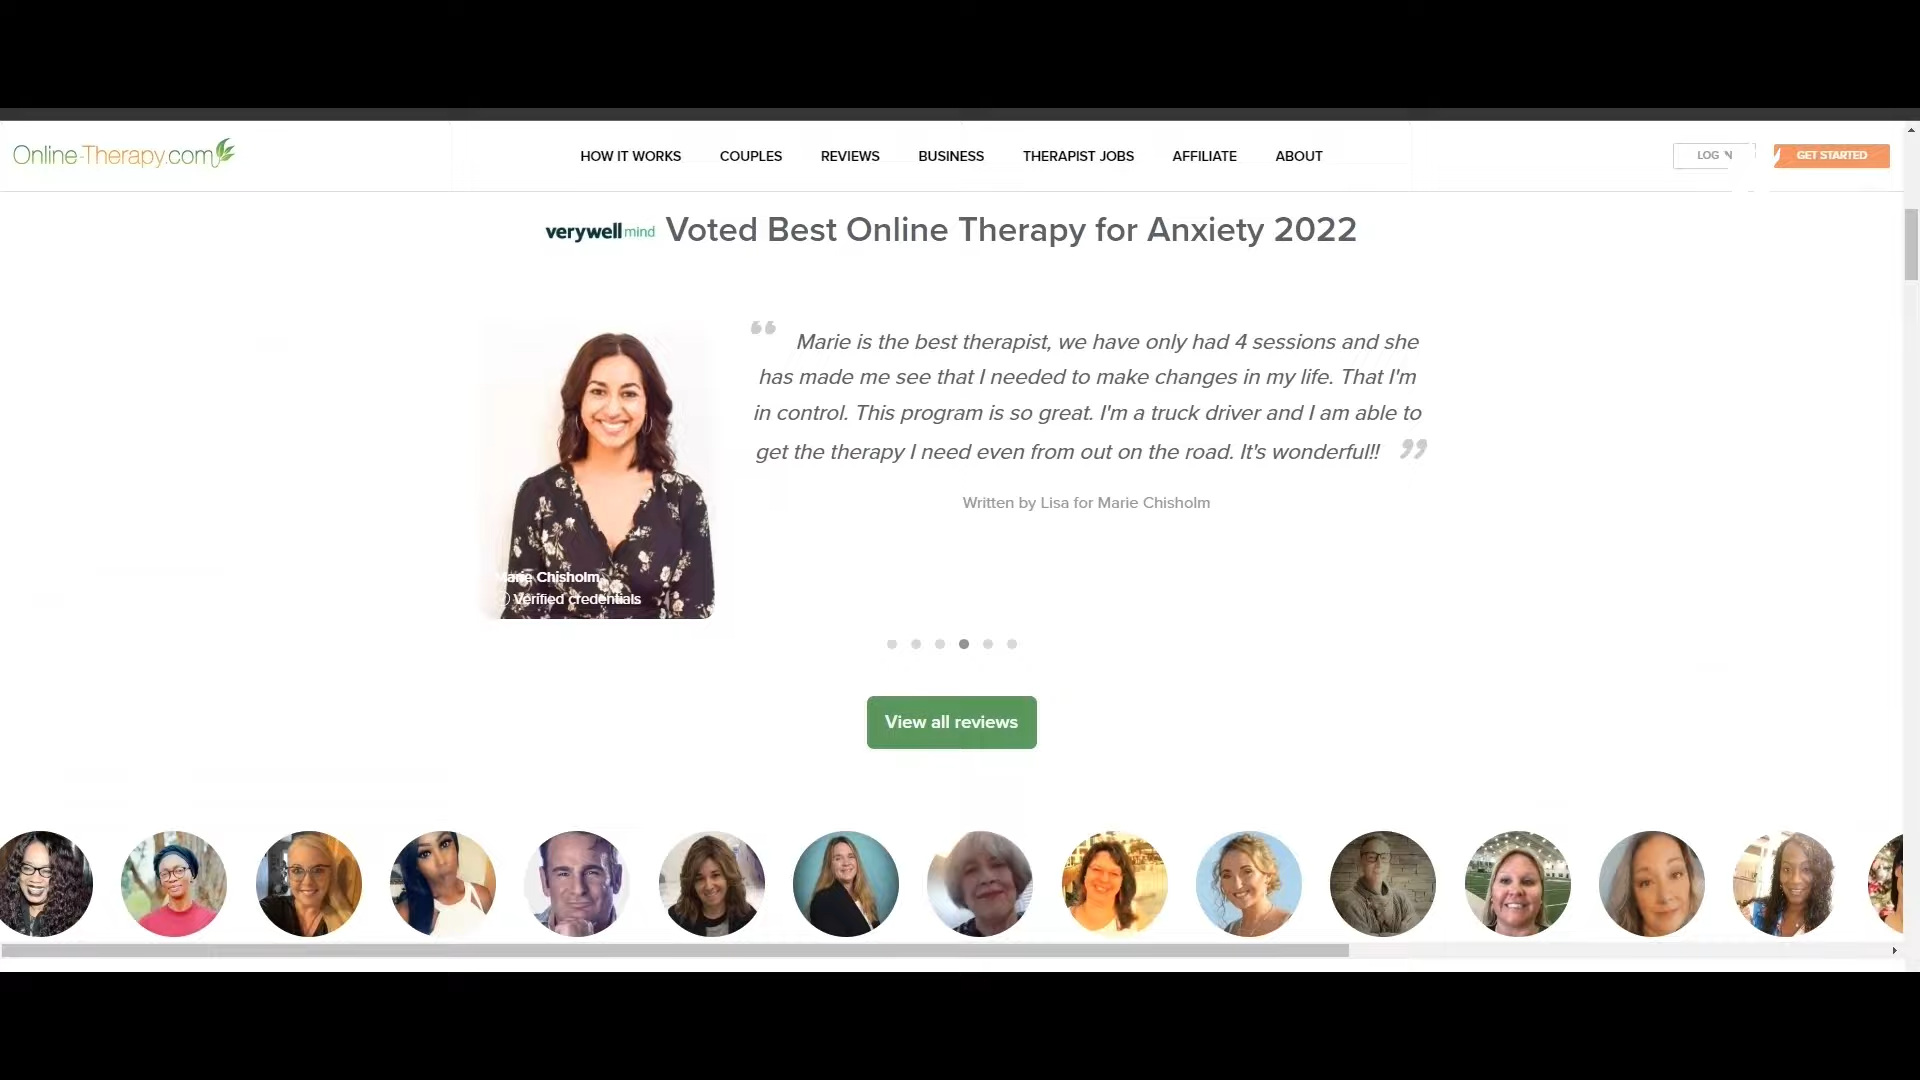 Online-Therapy.com
HOW IT WORKS
COUPLES
REVIEWS
BUSINESS
THERAPIST JOBS
AFFILIATE
ABOUT
LOG
GET STARTED
verywell mind Voted Best Online Therapy for Anxiety 2022
“ Marie is the best therapist, we have only had 4 sessions and she
has made me see that I needed to make changes in my life. That I'm
in control. This program is so great. I'm a truck driver and I am able to
get the therapy I need even from out on the road. It's wonderful!! ”
Written by Lisa for Marie Chisholm
Marie Chisholm
Verified credentials
View all reviews